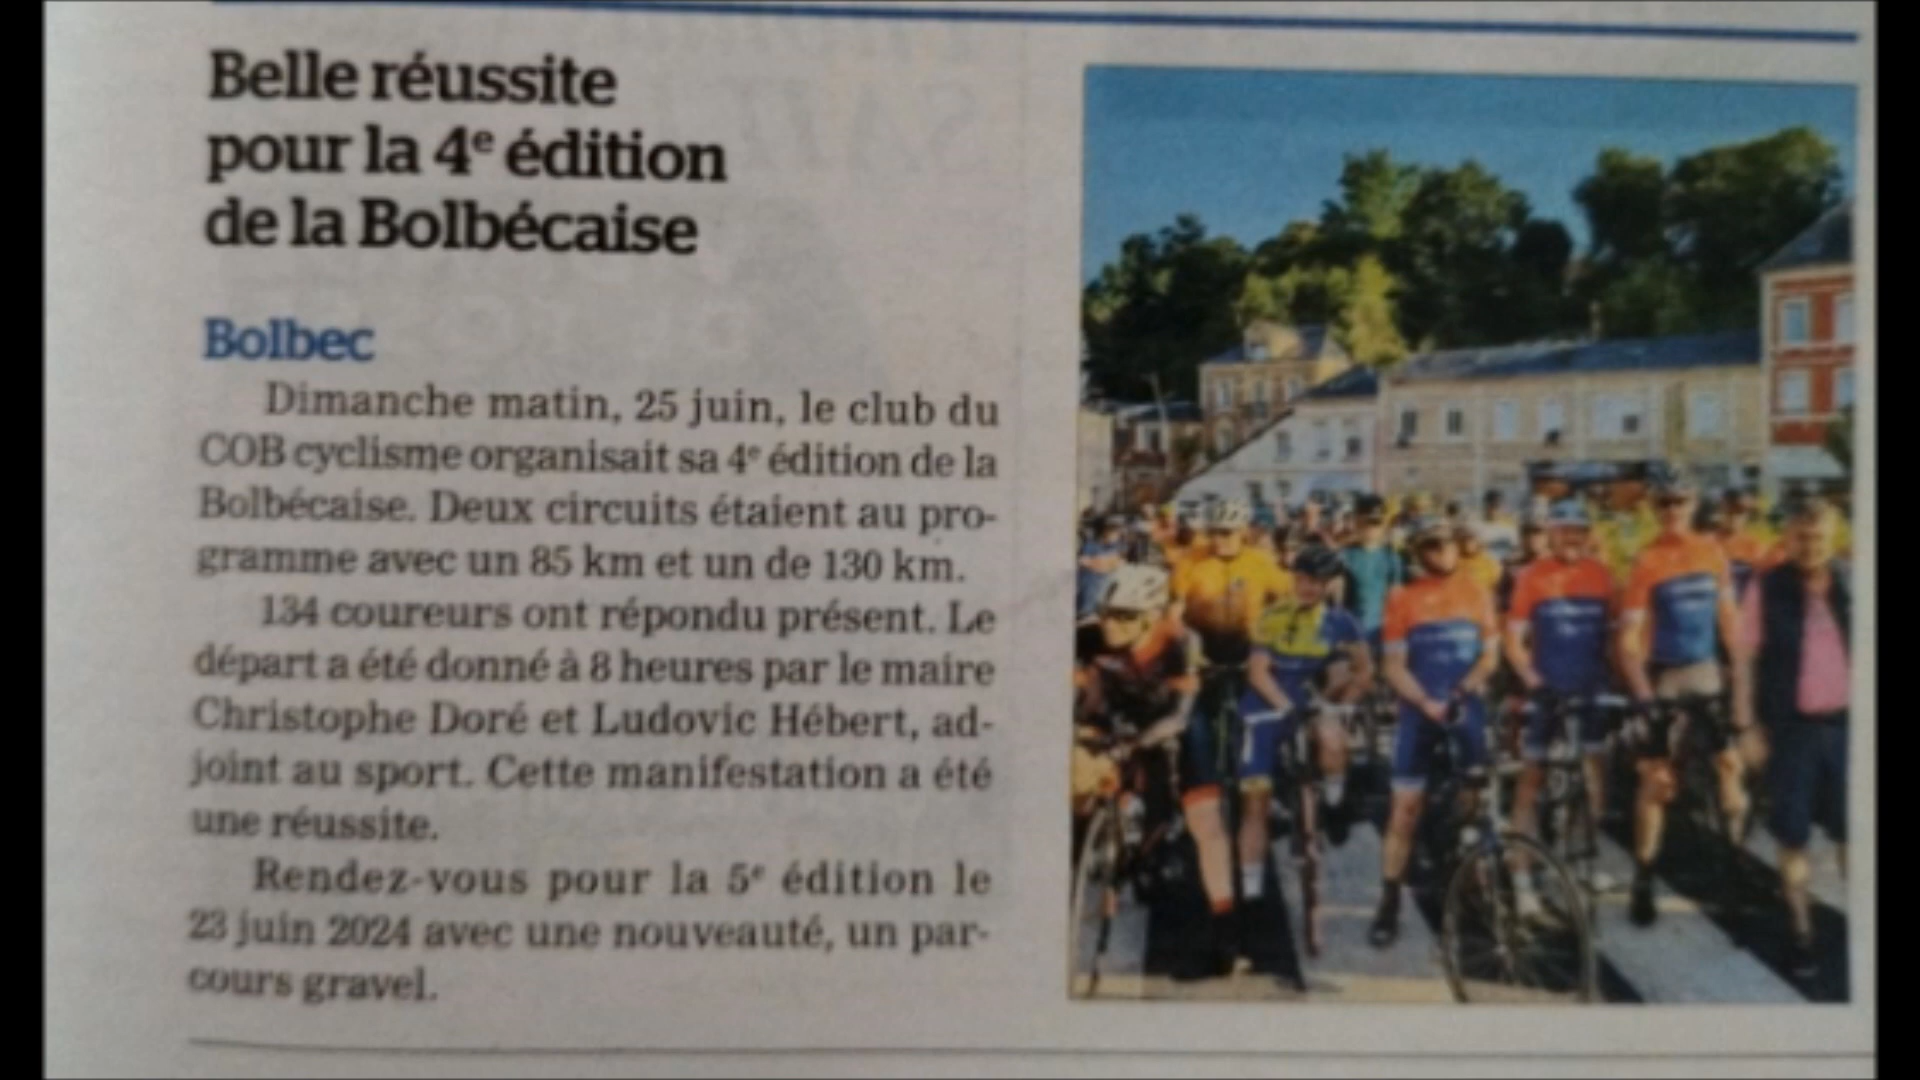 Belle réussite
pour la 4e édition
de la Bolbécaise
Bolbec
Dimanche matin, 25 juin, le club du
COB cyclisme organisait sa 4e édition de la
Bolbécaise. Deux circuits étaient au pro-
gramme avec un 85 km et un de 130 km.
134 coureurs ont répondu présent. Le
départ a été donné à 8 heures par le maire
Christophe Doré et Ludovic Hébert, ad-
joint au sport. Cette manifestation a été
une réussite.
Rendez-vous pour la 5e édition le
23 juin 2024 avec une nouveauté, un par-
cours gravel.